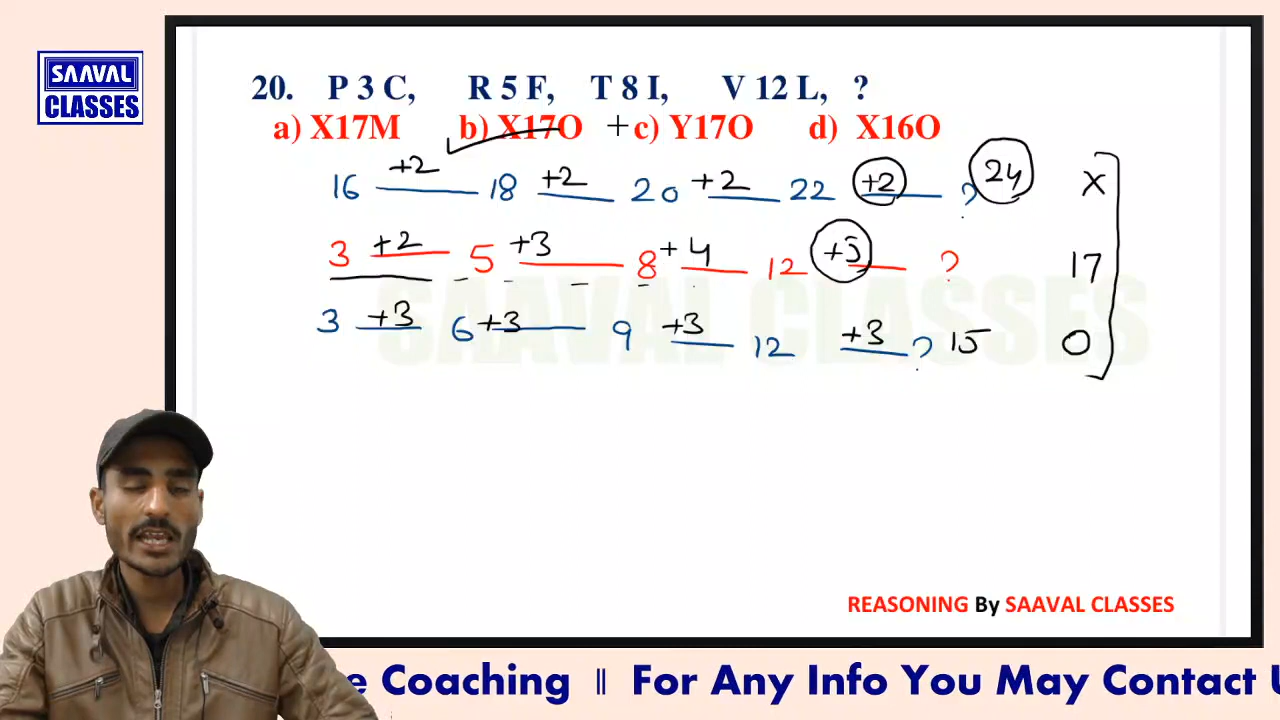 SAAVAL
CLASSES
20. P 3 C, R 5 F, T 8 I, V 12 L, ?
a) X17M b) X17O + c) Y17O d) X16O
16 +2 18 +2 20 +2 22 +2 ? 24 X
3 +2 5 +3 8 +4 12 +5 ? 17
3 +3 6 +3 9 +3 12 +3 ? 15 O
SAAVAL CLASSES
REASONING By SAAVAL CLASSES
e Coaching || For Any Info You May Contact U